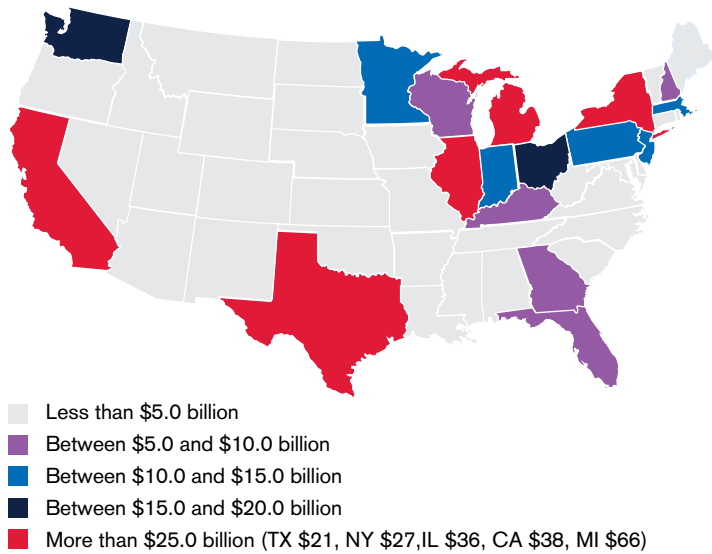 Less than $5.0 billion
Between $5.0 and $10.0 billion
Between $10.0 and $15.0 billion
Between $15.0 and $20.0 billion
More than $25.0 billion (TX $21, NY $27,IL $36, CA $38, MI $66)